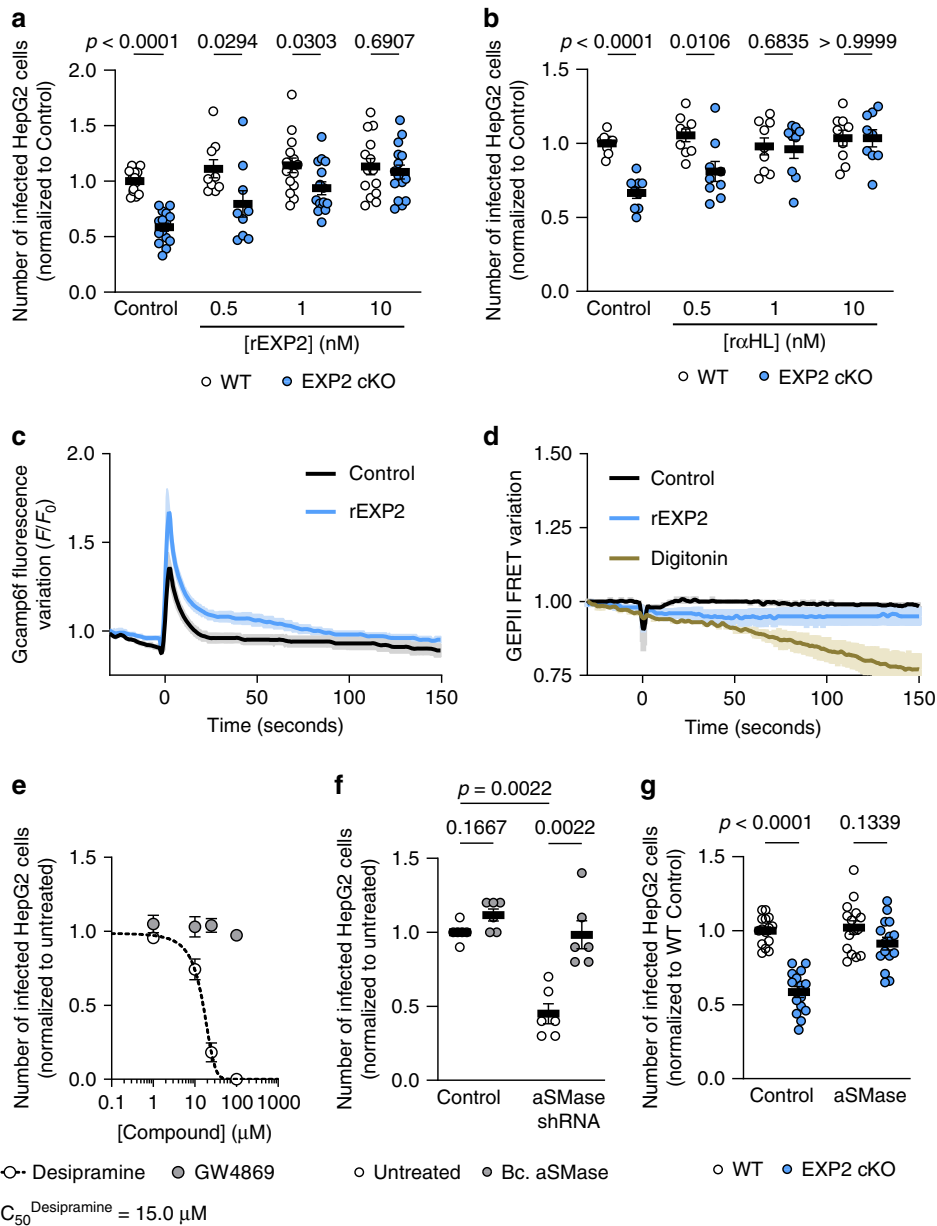 a
p < 0.0001 0.0294 0.0303 0.6907
Number of infected HepG2 cells
(normalized to Control)
2.0
1.5
1.0
0.5
0.0
Control 0.5 1 10
[rEXP2] (nM)
WT EXP2 cKO
b
p < 0.0001 0.0106 0.6835 > 0.9999
Number of infected HepG2 cells
(normalized to Control)
1.5
1.0
0.5
0.0
Control 0.5 1 10
[rαHL] (nM)
WT EXP2 cKO
c
Gcamp6f fluorescence
variation (F/F0)
2.0
1.5
1.0
Control
rEXP2
0 50 100 150
Time (seconds)
d
GEPII FRET variation
1.50
1.25
1.00
0.75
Control
rEXP2
Digitonin
0 50 100 150
Time (seconds)
e
Number of infected HepG2 cells
(normalized to untreated)
1.5
1.0
0.5
0.0
0.1 1 10 100 1000
[Compound] (μM)
Desipramine GW4869
C50Desipramine = 15.0 μM
f
p = 0.0022
0.1667 0.0022
Number of infected HepG2 cells
(normalized to untreated)
1.5
1.0
0.5
0.0
Control aSMase
shRNA
Untreated Bc. aSMase
g
p < 0.0001 0.1339
Number of infected HepG2 cells
(normalized to WT Control)
1.5
1.0
0.5
0.0
Control aSMase
WT EXP2 cKO